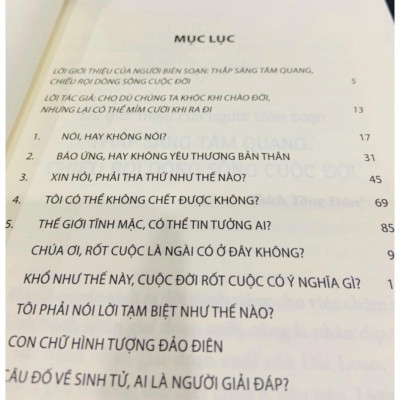 MỤC LỤC
LỜI GIỚI THIỆU CỦA NGƯỜI BIÊN SOẠN: THẮP SÁNG TÂM QUANG,
CHIẾU RỌI DÒNG SÔNG CUỘC ĐỜI 5
LỜI TÁC GIẢ: CHO DÙ CHÚNG TA KHÓC KHI CHÀO ĐỜI,
NHƯNG LẠI CÓ THỂ MỈM CƯỜI KHI RA ĐI 13
1. NÓI, HAY KHÔNG NÓI? 17
2. BÁO ỨNG, HAY KHÔNG YÊU THƯƠNG BẢN THÂN 31
3. XIN HỎI, PHẢI THA THỨ NHƯ THẾ NÀO? 45
4. TÔI CÓ THỂ KHÔNG CHẾT ĐƯỢC KHÔNG? 69
5. THẾ GIỚI TĨNH MẶC, CÓ THỂ TIN TƯỞNG AI? 85
CHÚA ƠI, RỐT CUỘC LÀ NGÀI CÓ Ở ĐÂY KHÔNG? 9
KHỔ NHƯ THẾ NÀY, CUỘC ĐỜI RỐT CUỘC CÓ Ý NGHĨA GÌ? 1
TÔI PHẢI NÓI LỜI TẠM BIỆT NHƯ THẾ NÀO?
CON CHỮ HÌNH TƯỢNG ĐẢO ĐIÊN
CÂU ĐỐ VỀ SINH TỬ, AI LÀ NGƯỜI GIẢI ĐÁP?